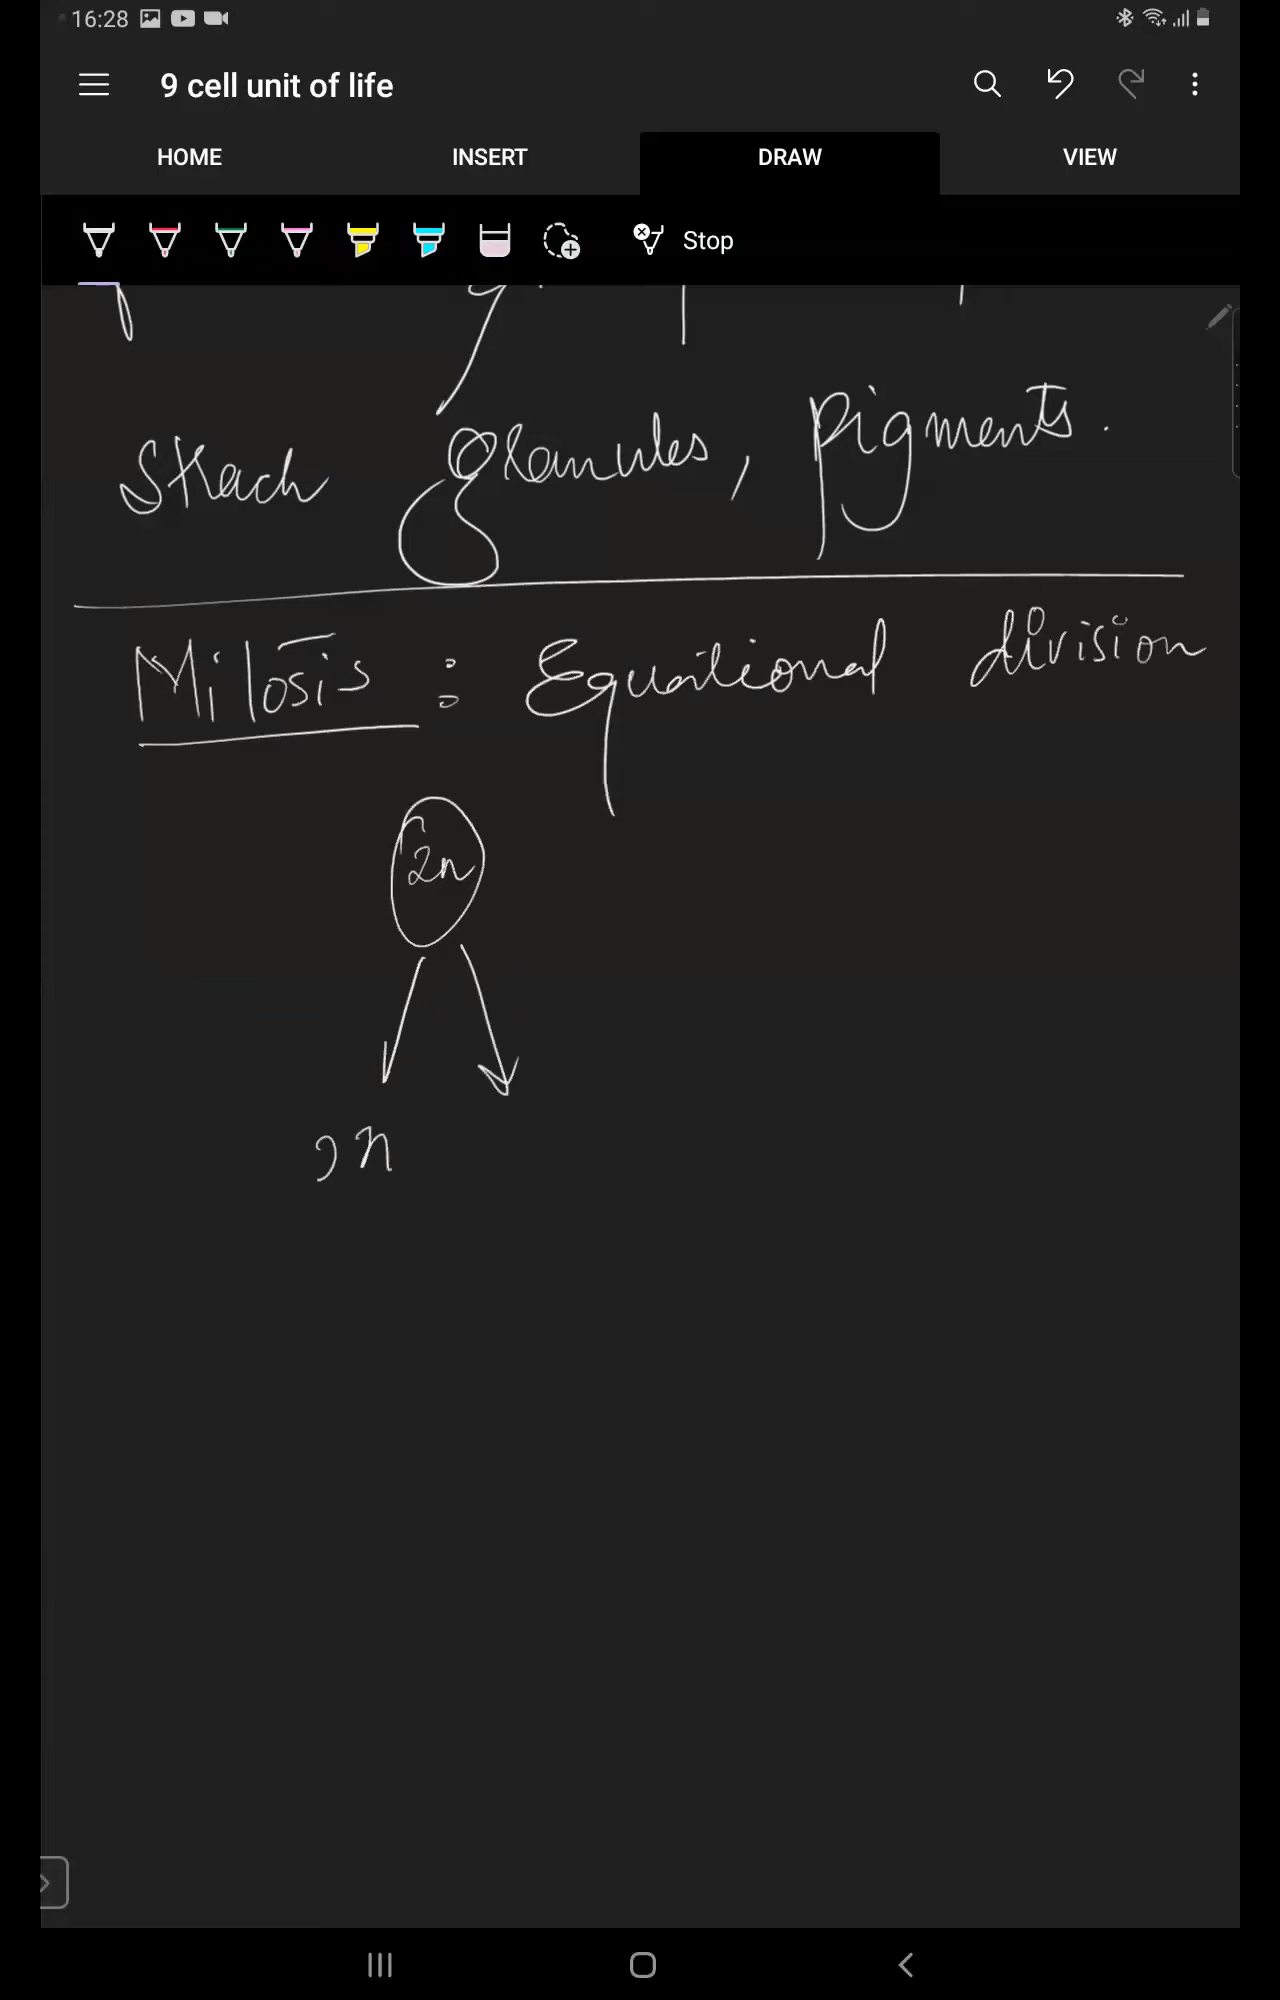 16:28
9 cell unit of life
HOME INSERT DRAW VIEW
Stop
Strach granules, pigments.
Mitosis : Equational division
2n
2n